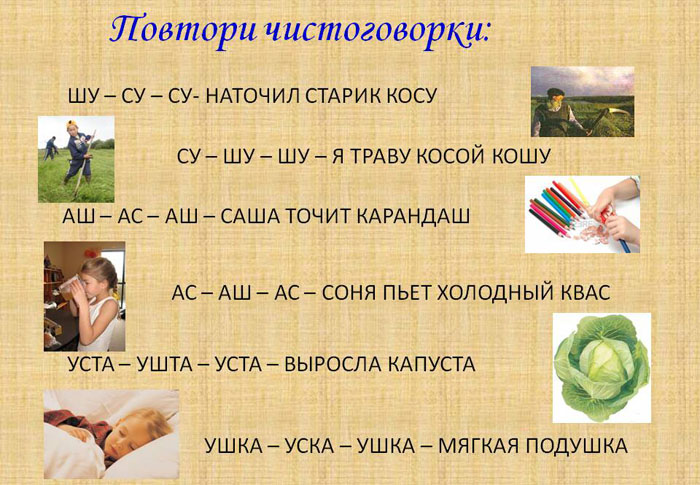 Повтори чистоговорки:
ШУ – СУ – СУ- НАТОЧИЛ СТАРИК КОСУ
СУ – ШУ – ШУ – Я ТРАВУ КОСОЙ КОШУ
АШ – АС – АШ – САША ТОЧИТ КАРАНДАШ
АС – АШ – АС – СОНЯ ПЬЕТ ХОЛОДНЫЙ КВАС
УСТА – УШТА – УСТА – ВЫРОСЛА КАПУСТА
УШКА – УСКА – УШКА – МЯГКАЯ ПОДУШКА